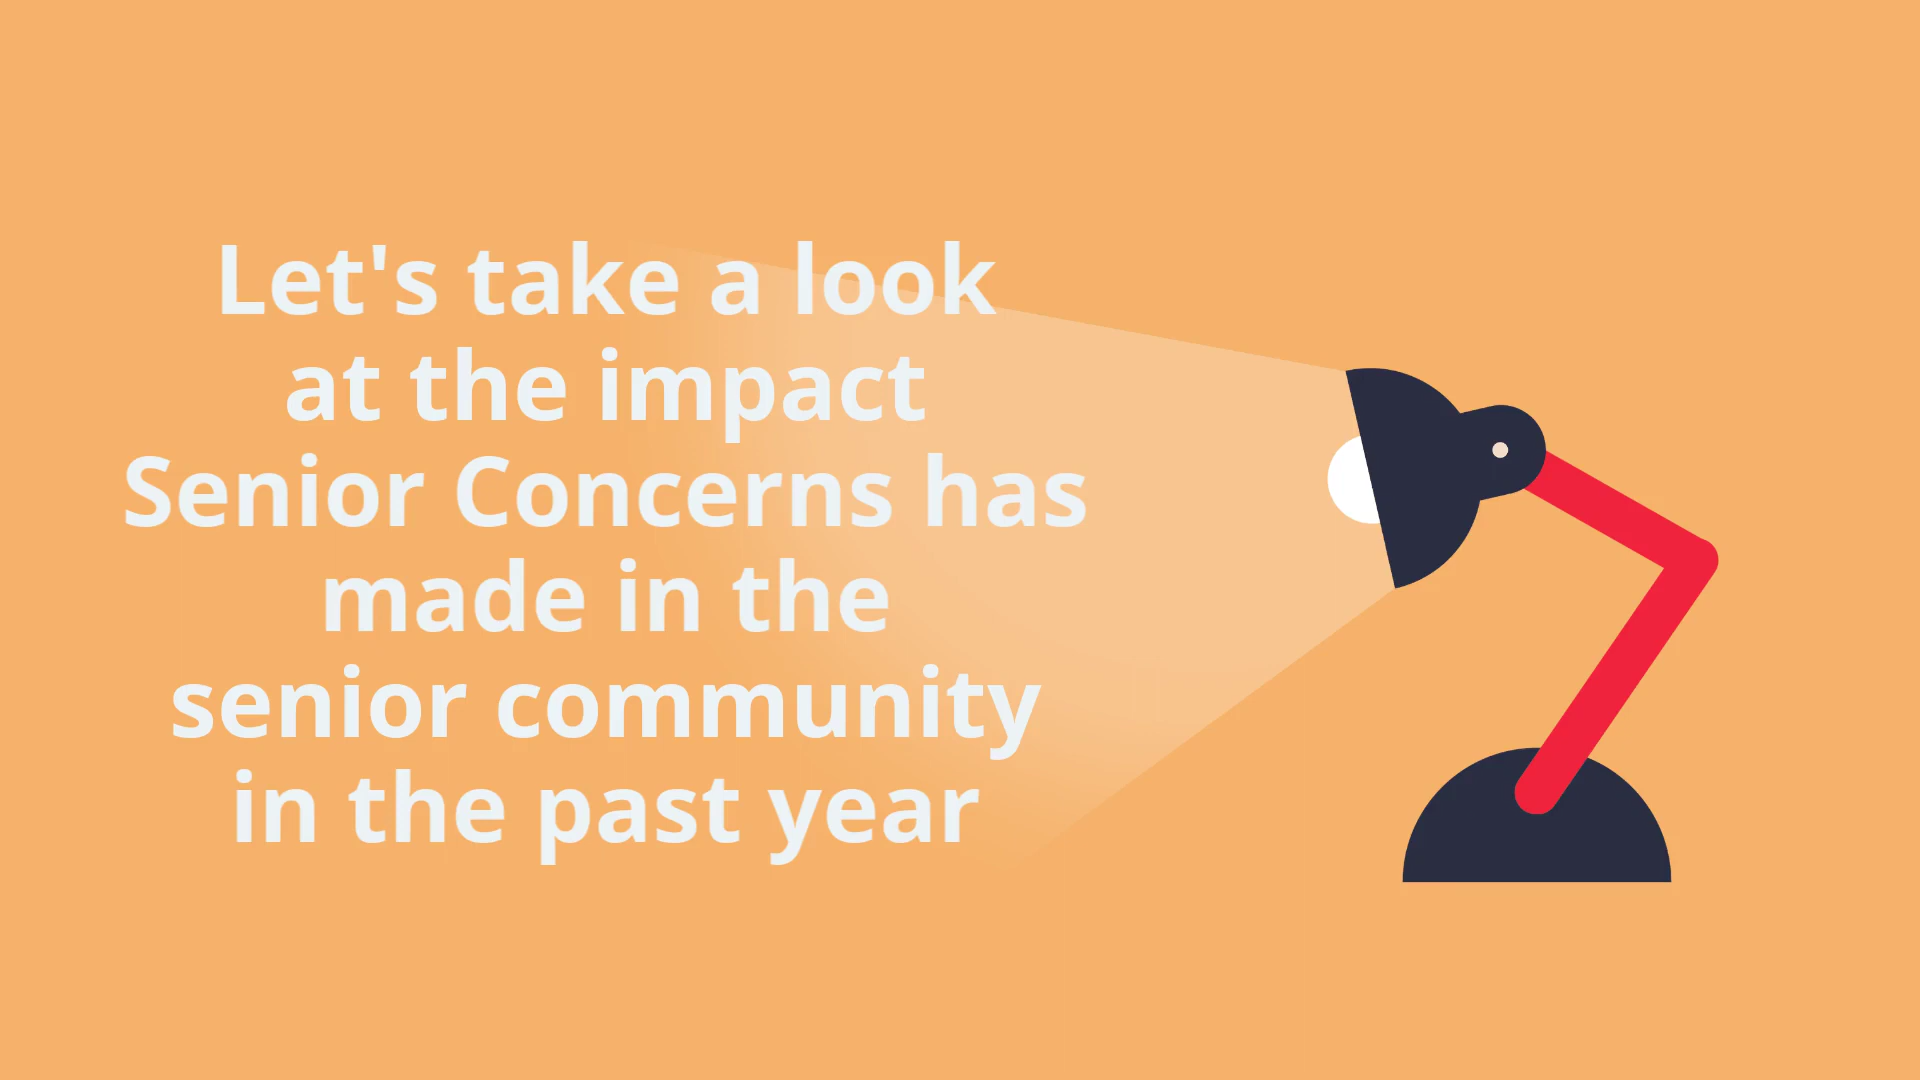 Let's take a look
at the impact
Senior Concerns has
made in the
senior community
in the past year